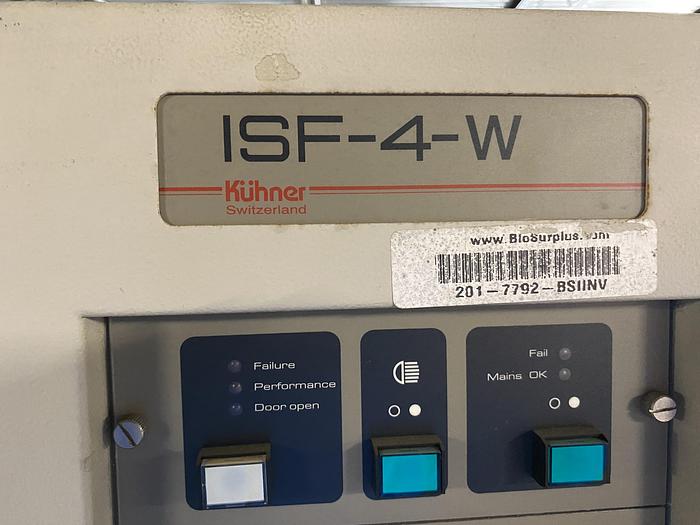 ISF-4-W
Kühner
Switzerland
www.BioSurplus.com
201-7792-BSIINV
Failure
Performance
Door open
Fail
Mains OK